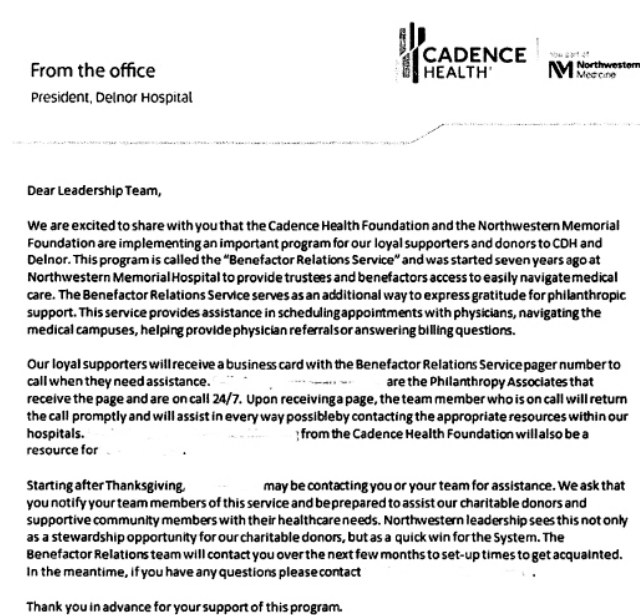 CADENCE
HEALTH
now part of
Northwestern
Medicine
From the office
President, Delnor Hospital
Dear Leadership Team,
We are excited to share with you that the Cadence Health Foundation and the Northwestern Memorial
Foundation are implementing an important program for our loyal supporters and donors to CDH and
Delnor. This program is called the "Benefactor Relations Service" and was started seven years ago at
Northwestern Memorial Hospital to provide trustees and benefactors access to easily navigate medical
care. The Benefactor Relations Service serves as an additional way to express gratitude for philanthropic
support. This service provides assistance in scheduling appointments with physicians, navigating the
medical campuses, helping provide physician referrals or answering billing questions.
Our loyal supporters will receive a business card with the Benefactor Relations Service pager number to
call when they need assistance. are the Philanthropy Associates that
receive the page and are on call 24/7. Upon receiving a page, the team member who is on call will return
the call promptly and will assist in every way possible by contacting the appropriate resources within our
hospitals. from the Cadence Health Foundation will also be a
resource for .
Starting after Thanksgiving, may be contacting you or your team for assistance. We ask that
you notify your team members of this service and be prepared to assist our charitable donors and
supportive community members with their healthcare needs. Northwestern leadership sees this not only
as a stewardship opportunity for our charitable donors, but as a quick win for the System. The
Benefactor Relations team will contact you over the next few months to set-up times to get acquainted.
In the meantime, if you have any questions please contact .
Thank you in advance for your support of this program.